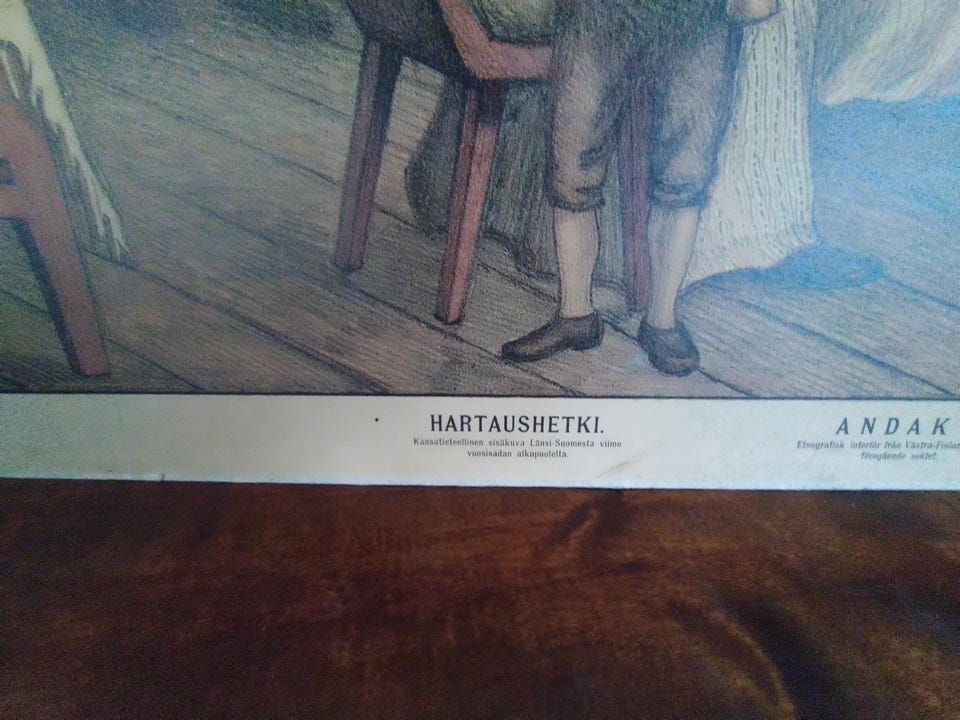 HARTAUSHETKI.
Kansatieteellinen sisäkuva Länsi-Suomesta viime
vuosisadan alkupuolelta.
ANDAK
Etnografisk interiör från Västra-Finlan
föregående seklet.